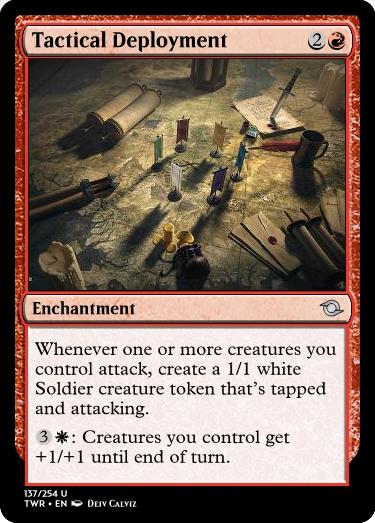 Tactical Deployment 2
Enchantment
Whenever one or more creatures you
control attack, create a 1/1 white
Soldier creature token that's tapped
and attacking.
3 : Creatures you control get
+1/+1 until end of turn.
137/254 U
TWR • EN Deiv Calviz